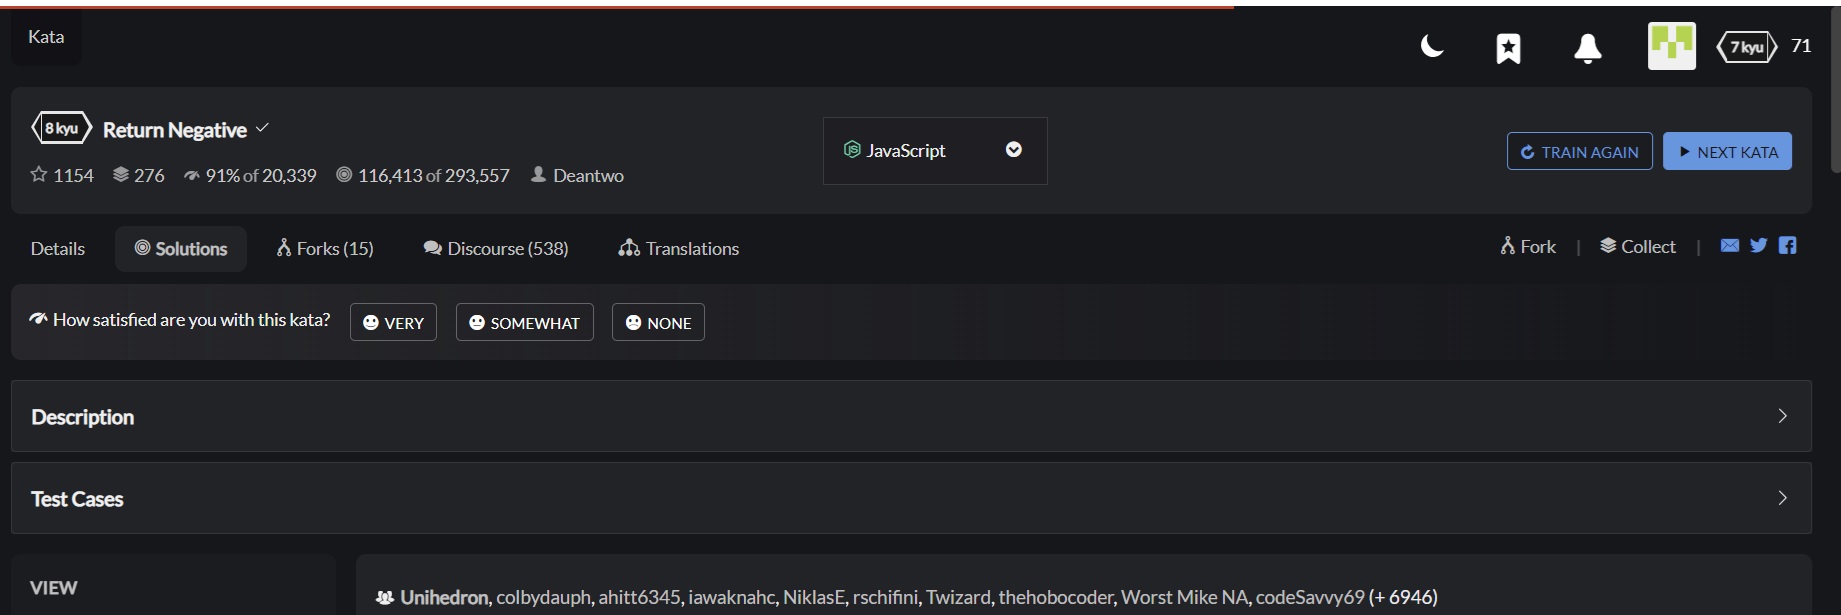 Kata
7 kyu 71
8 kyu Return Negative
JavaScript
TRAIN AGAIN NEXT KATA
1154 276 91% of 20,339 116,413 of 293,557 Deantwo
Details Solutions Forks (15) Discourse (538) Translations Fork | Collect |
How satisfied are you with this kata? VERY SOMEWHAT NONE
Description
Test Cases
VIEW
Unihedron, colbydauph, ahitt6345, iawaknahc, NiklasE, rschifini, Twizard, thehobocoder, Worst Mike NA, codeSavvy69 (+ 6946)